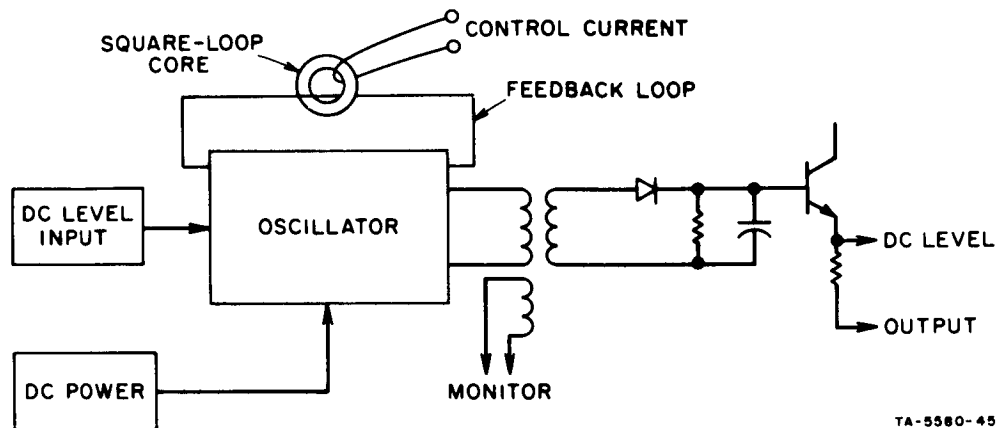 SQUARE-LOOP
CORE
CONTROL CURRENT
FEEDBACK LOOP
DC LEVEL
INPUT
OSCILLATOR
DC LEVEL
OUTPUT
DC POWER
MONITOR
TA-5580-45